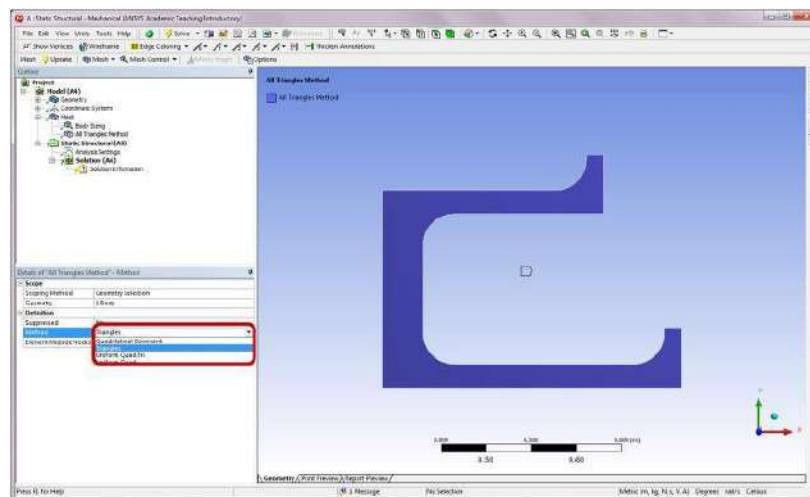 A : Static Structural - Mechanical [ANSYS Academic Teaching Introductory]
File Edit View Units Tools Help Solve
Show Vertices Wireframe Edge Coloring Thicken Annotations
Mesh Update Mesh Mesh Control Options
Outline
Project
Model (A4)
Geometry
Coordinate Systems
Mesh
Body Sizing
All Triangles Method
Static Structural (A5)
Analysis Settings
Solution (A6)
Solution Information
All Triangles Method
All Triangles Method
Details of "All Triangles Method" - Method
Scope
Scoping Method Geometry Selection
Geometry 1 Body
Definition
Suppressed
Method Triangles
Element Midside Nodes Quadrilateral Dominant
Triangles
Uniform Quad/Tri
Uniform Quad
Geometry Print Preview Report Preview
Press F1 for Help 1 Message No Selection Metric (m, kg, N, s, V, A) Degrees rad/s Celsius